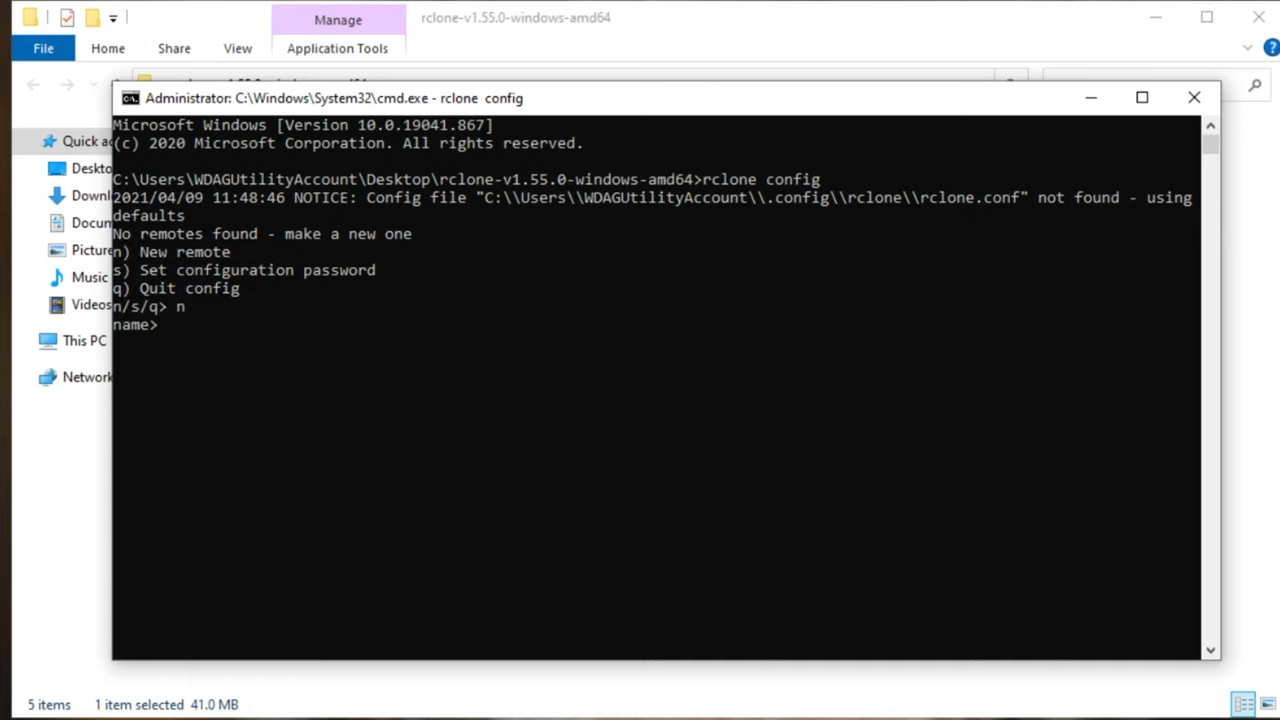 Manage
rclone-v1.55.0-windows-amd64
File
Home
Share
View
Application Tools
Administrator: C:\Windows\System32\cmd.exe - rclone config
Microsoft Windows [Version 10.0.19041.867]
(c) 2020 Microsoft Corporation. All rights reserved.
C:\Users\WDAGUtilityAccount\Desktop\rclone-v1.55.0-windows-amd64>rclone config
2021/04/09 11:48:46 NOTICE: Config file "C:\\Users\\WDAGUtilityAccount\\.config\\rclone\\rclone.conf" not found - using
defaults
No remotes found - make a new one
n) New remote
s) Set configuration password
q) Quit config
n/s/q> n
name>
Quick ac
Deskto
Downl
Docum
Picture
Music
Videos
This PC
Network
5 items
1 item selected 41.0 MB